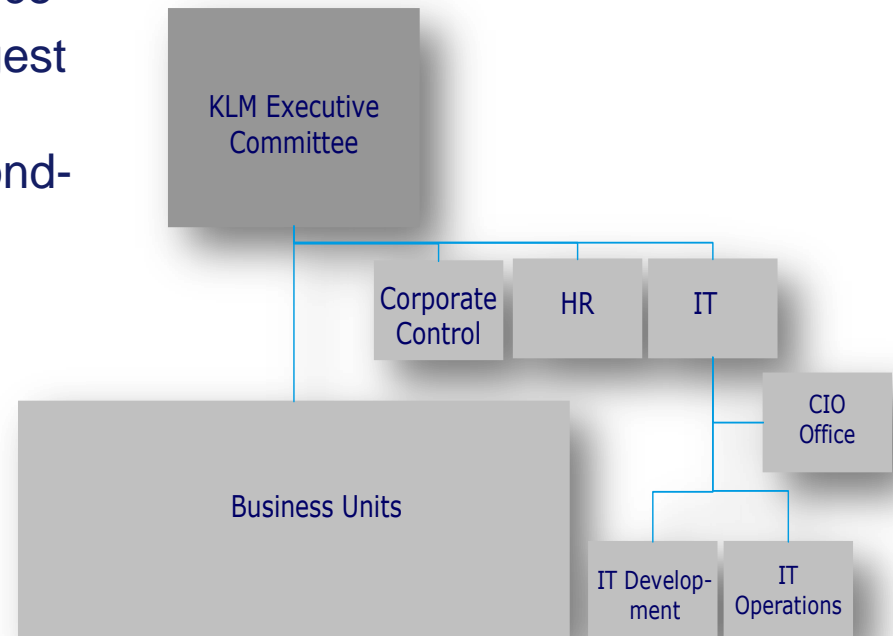 est
ond-
KLM Executive
Committee
Corporate
Control
HR
IT
CIO
Office
Business Units
IT Develop-
ment
IT
Operations